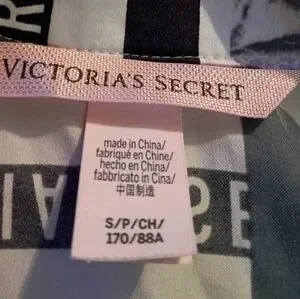 R
VICTORIA'S SECRET
made in China/
fabriqué en Chine/
hecho en China/
fabbricato in Cina/
中国制造
S/P/CH/
170/88A